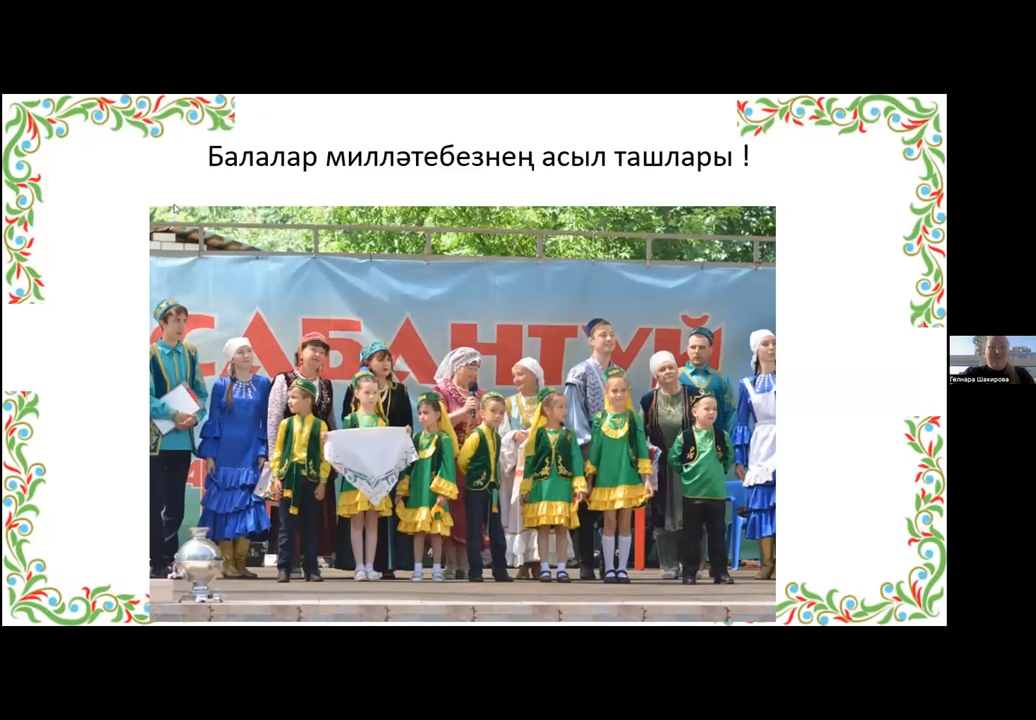 Балалар милләтебезнең асыл ташлары !
САБАНТУЙ
Гөлнара Шакирова